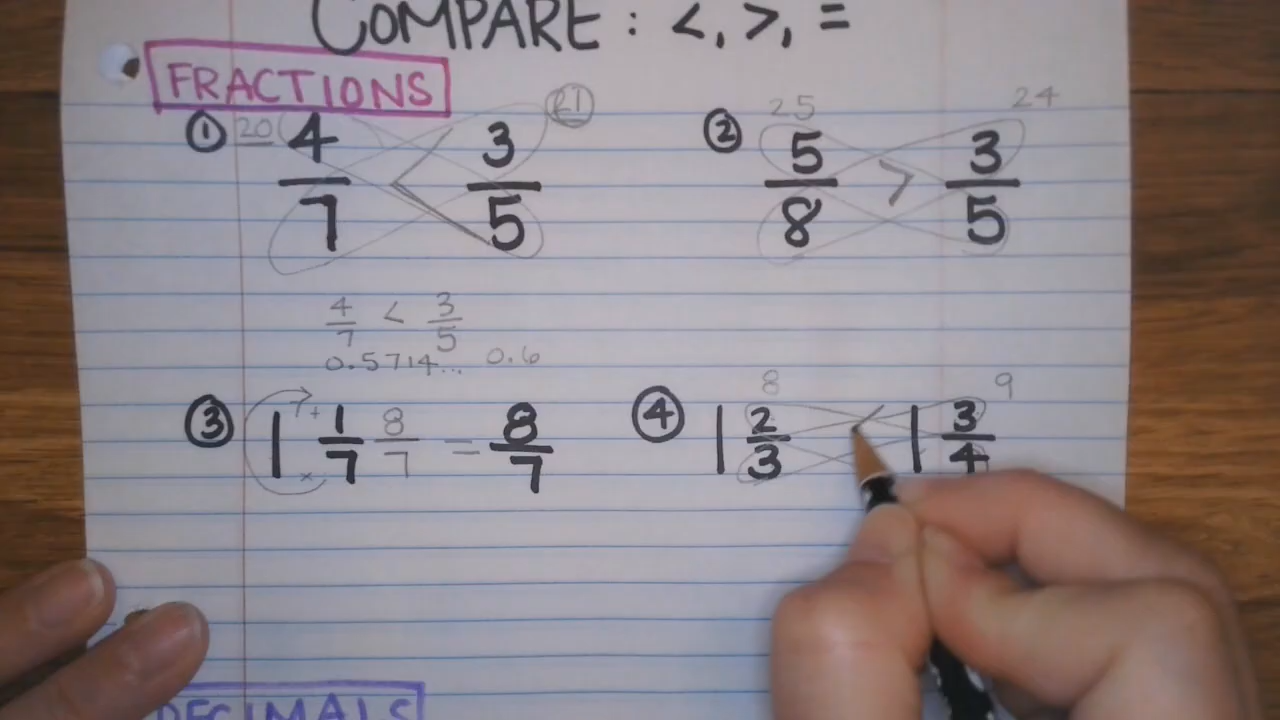 COMPARE : <, >, =
FRACTIONS
① 20 4/7 < 3/5 21
② 25 5/8 > 3/5 24
4/7 < 3/5
0.5714... 0.6
③ 1 1/7 7+ × 8/7 = 8/7
④ 8 1 2/3 < 1 3/4 9
DECIMALS